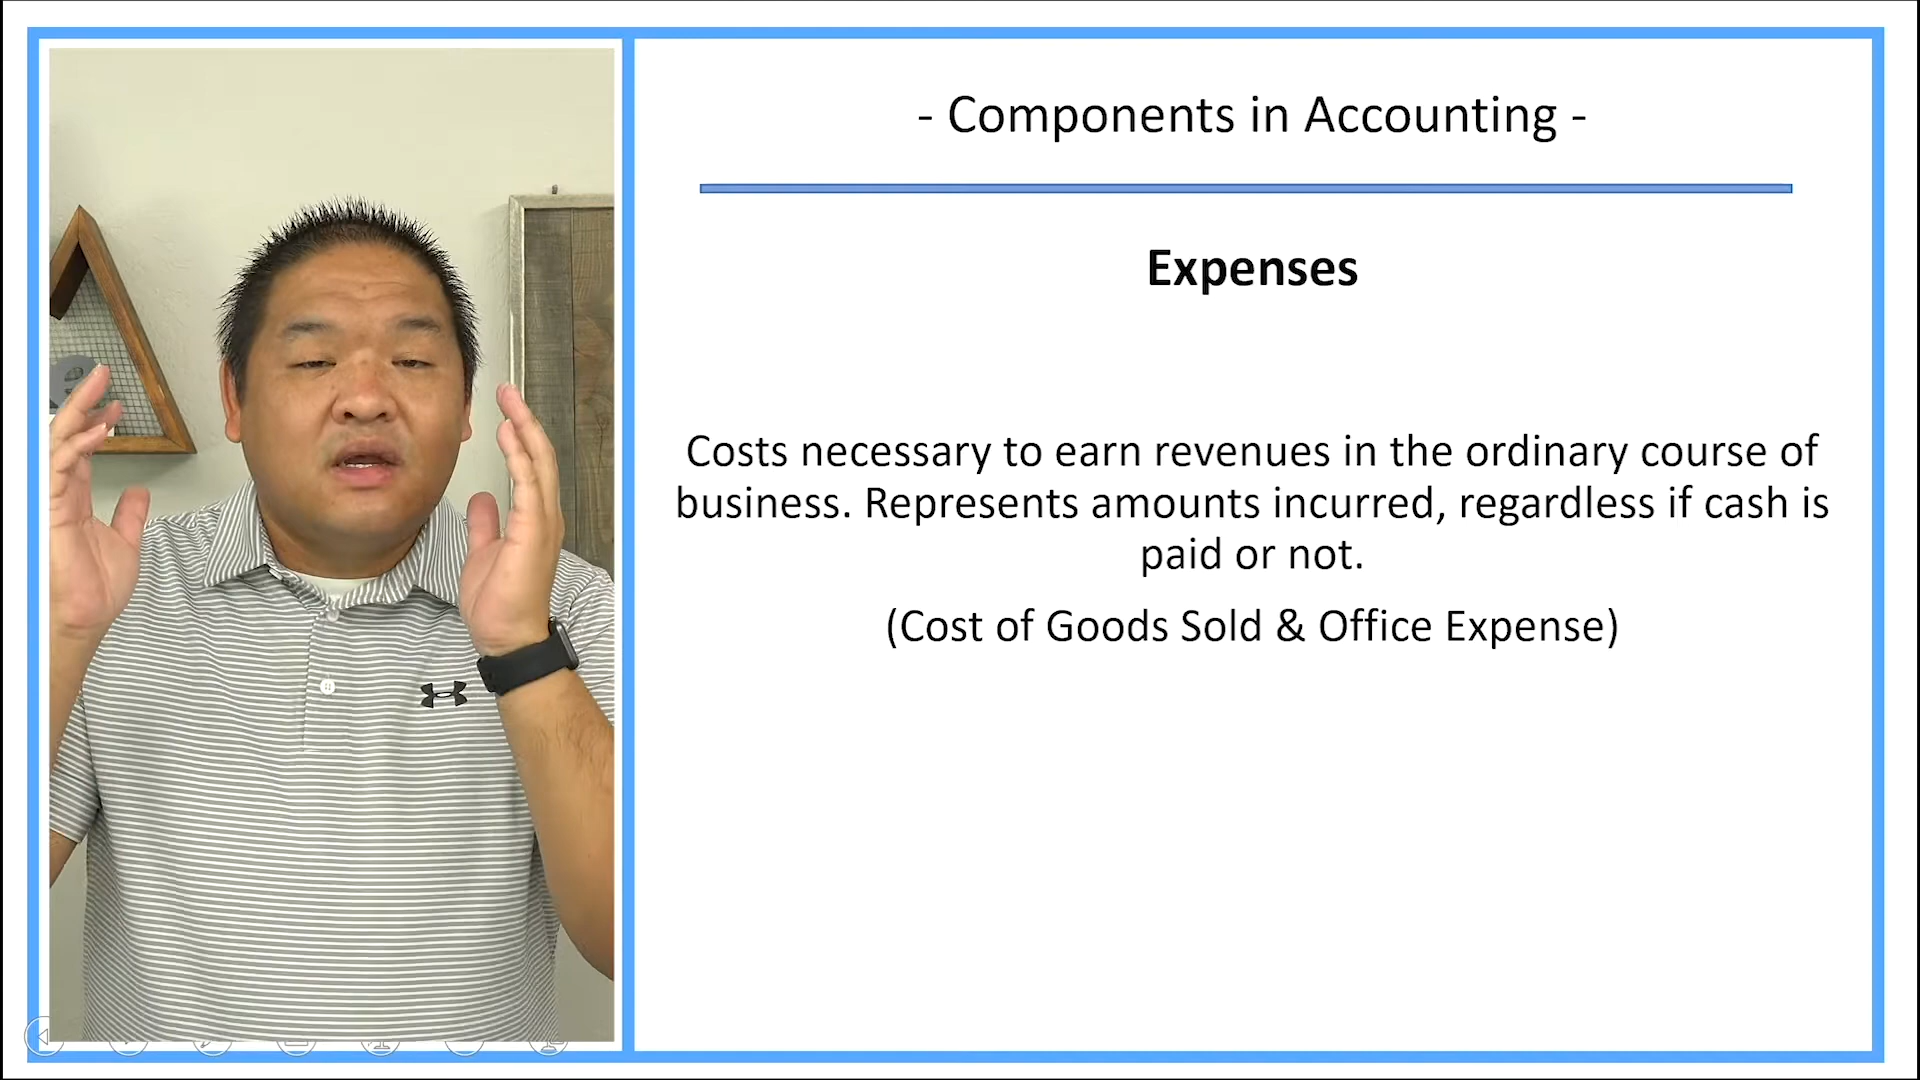 - Components in Accounting -
Expenses
Costs necessary to earn revenues in the ordinary course of
business. Represents amounts incurred, regardless if cash is
paid or not.
(Cost of Goods Sold & Office Expense)